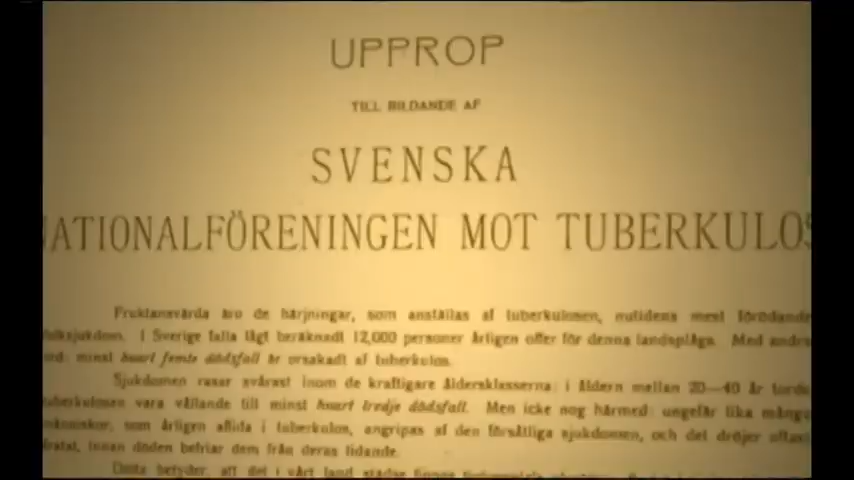 UPPROP
TILL BILDANDE AF
SVENSKA
NATIONALFÖRENINGEN MOT TUBERKULOS
Fruktansvärda äro de härjningar, som anställas af tuberkulosen, nutidens mest förödande
folksjukdom. I Sverige falla lågt beräknadt 12,000 personer årligen offer för denna landsplåga. Med andra
ord: minst hvart femte dödsfall är orsakadt af tuberkulos.
Sjukdomen rasar svårast inom de kraftigare åldersklasserna: i åldern mellan 20—40 år torde
tuberkulosen vara vållande till minst hvart tredje dödsfall. Men icke nog härmed: ungefär lika många
människor, som årligen aflida i tuberkulos, angripas af den försåtliga sjukdomen, och det dröjer oftast
innan döden befriar dem från deras lidande.
Detta betyder, att det i vårt land